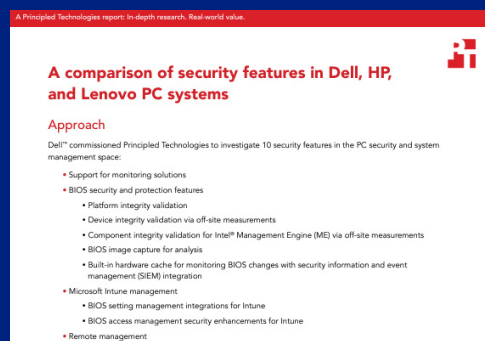 A Principled Technologies report: In-depth research. Real-world value.
A comparison of security features in Dell, HP,
and Lenovo PC systems
Approach
Dell™ commissioned Principled Technologies to investigate 10 security features in the PC security and system
management space:
• Support for monitoring solutions
• BIOS security and protection features
• Platform integrity validation
• Device integrity validation via off-site measurements
• Component integrity validation for Intel® Management Engine (ME) via off-site measurements
• BIOS image capture for analysis
• Built-in hardware cache for monitoring BIOS changes with security information and event
management (SIEM) integration
• Microsoft Intune management
• BIOS setting management integrations for Intune
• BIOS access management security enhancements for Intune
• Remote management